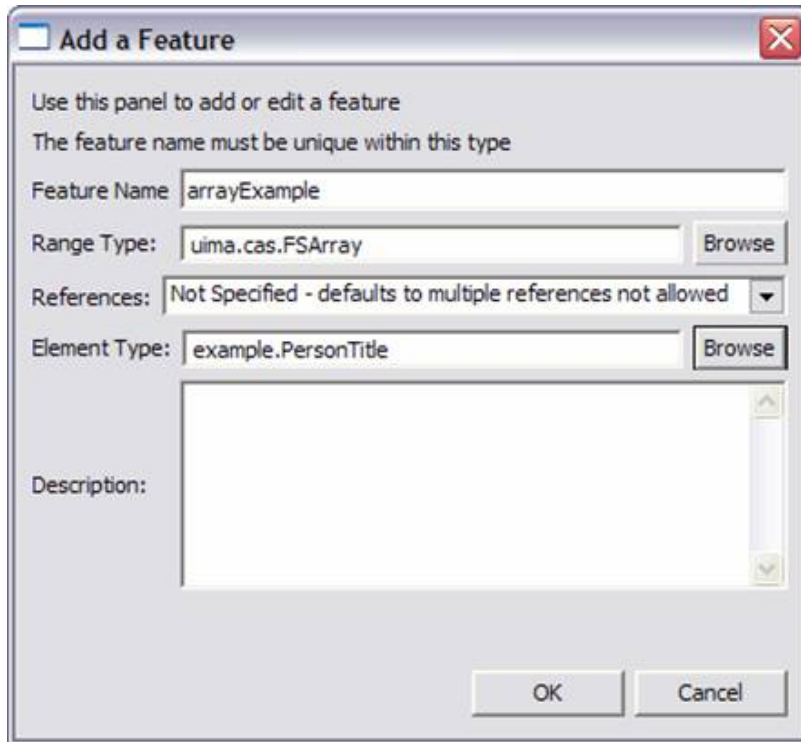 Add a Feature
Use this panel to add or edit a feature
The feature name must be unique within this type
Feature Name arrayExample
Range Type: uima.cas.FSArray Browse
References: Not Specified - defaults to multiple references not allowed
Element Type: example.PersonTitle Browse
Description:
OK Cancel